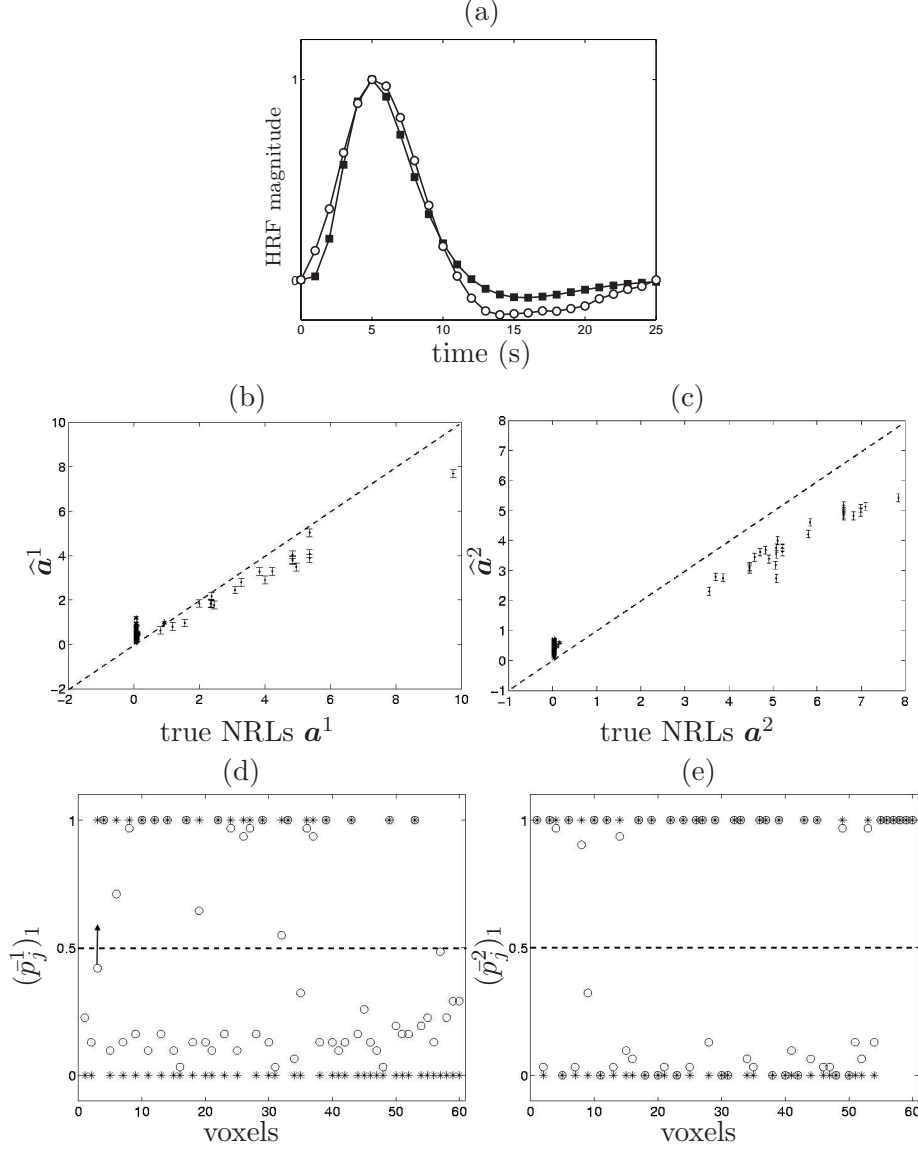 (a)
HRF magnitude
1
0
0 5 10 15 20 25
time (s)
(b)
10
8
6
4
2
0
−2
−2 0 2 4 6 8 10
â¹
true NRLs a¹
(c)
8
7
6
5
4
3
2
1
0
−1
−1 0 1 2 3 4 5 6 7 8
â²
true NRLs a²
(d)
1
0.5
0
0 10 20 30 40 50 60
(p̄¹ⱼ)₁
voxels
(e)
1
0.5
0
0 10 20 30 40 50 60
(p̄²ⱼ)₁
voxels